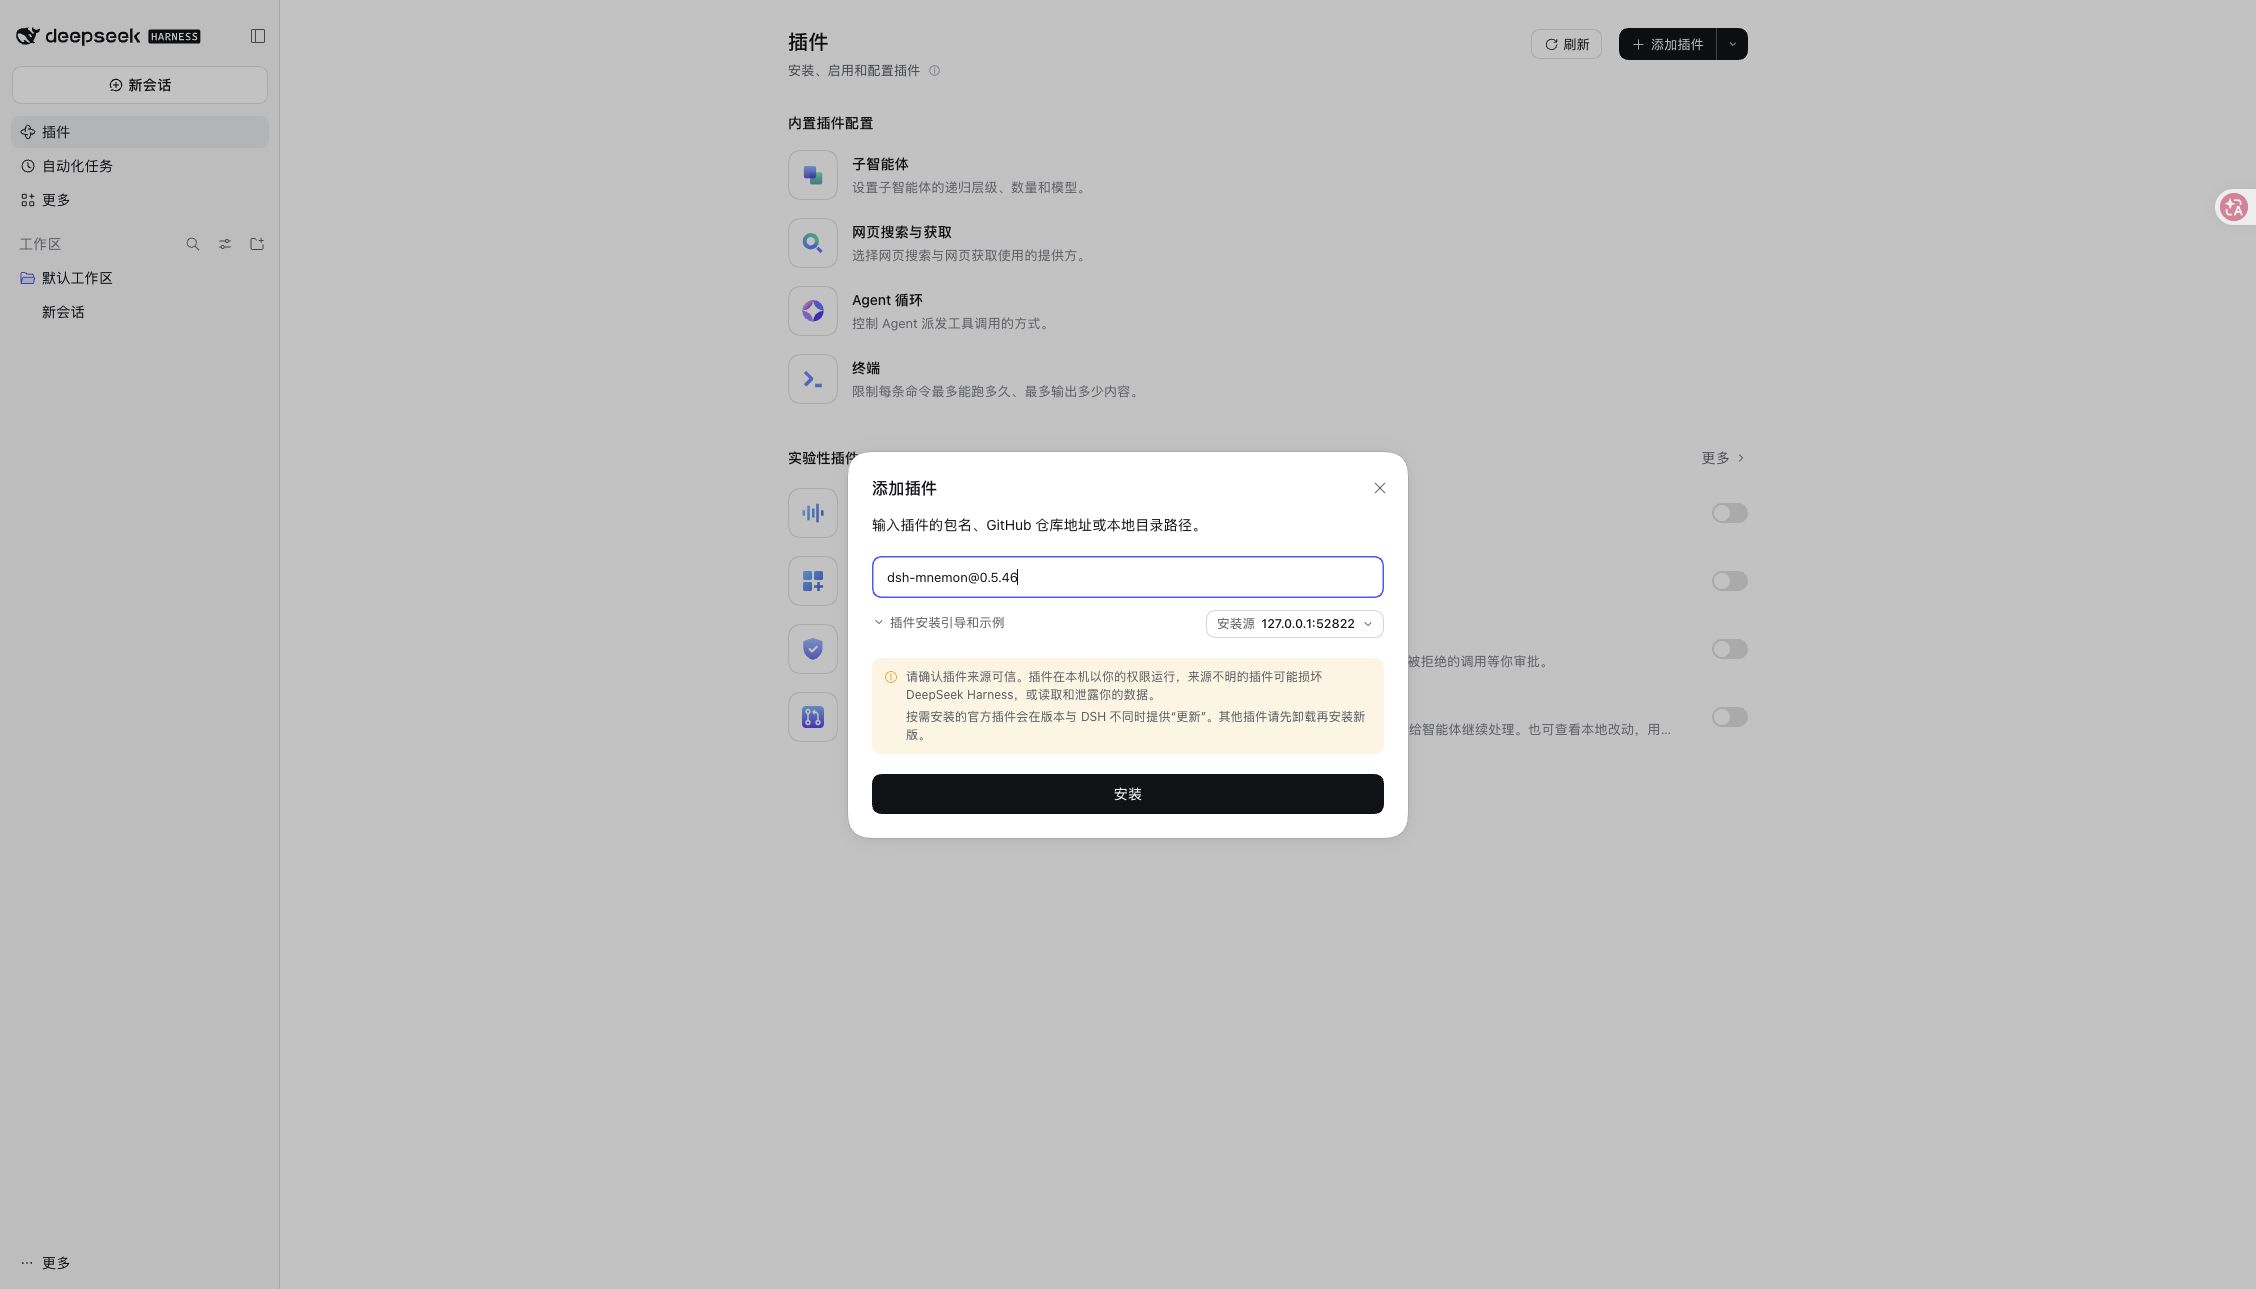 deepseek HARNESS
新会话
插件
自动化任务
更多
工作区
默认工作区
新会话
更多
插件
安装、启用和配置插件
刷新
添加插件
内置插件配置
子智能体
设置子智能体的递归层级、数量和模型。
网页搜索与获取
选择网页搜索与网页获取使用的提供方。
Agent 循环
控制 Agent 派发工具调用的方式。
终端
限制每条命令最多能跑多久、最多输出多少内容。
实验性插件
更多
被拒绝的调用等你审批。
给智能体继续处理。也可查看本地改动，用...
添加插件
输入插件的包名、GitHub 仓库地址或本地目录路径。
dsh-mnemon@0.5.46
插件安装引导和示例
安装源 127.0.0.1:52822
请确认插件来源可信。插件在本机以你的权限运行，来源不明的插件可能损坏
DeepSeek Harness，或读取和泄露你的数据。
按需安装的官方插件会在版本与 DSH 不同时提供“更新”。其他插件请先卸载再安装新
版。
安装